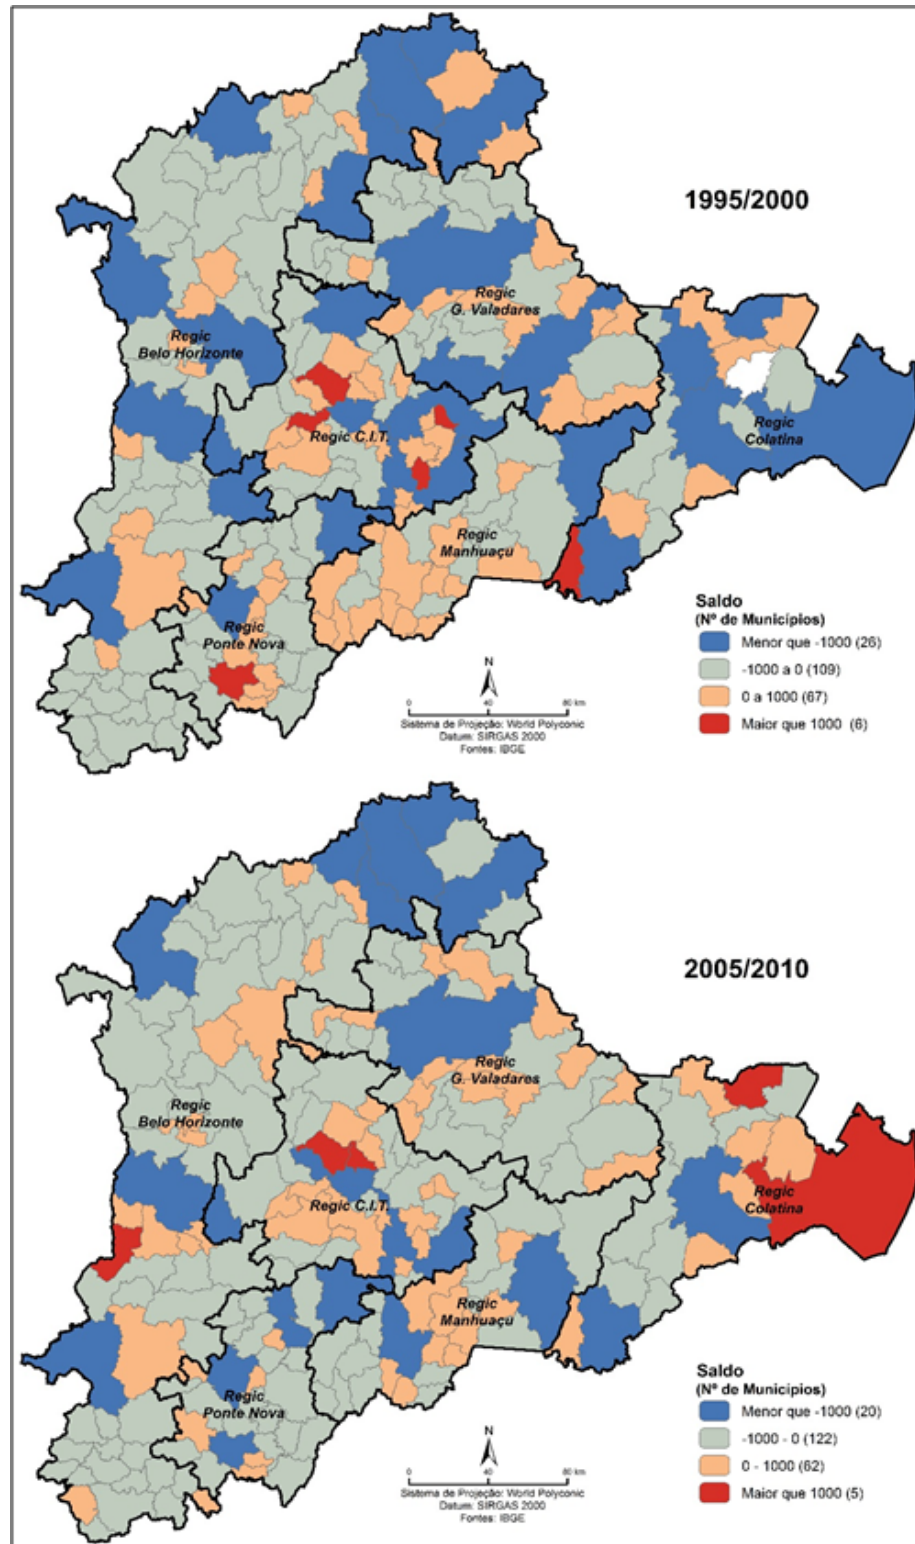 1995/2000
Regic
G. Valadares
Regic
Belo Horizonte
Regic
Colatina
Regic C.I.T.
Regic
Manhuaçu
Regic
Ponte Nova
Saldo
(Nº de Municípios)
Menor que -1000 (26)
-1000 a 0 (109)
0 a 1000 (67)
Maior que 1000 (6)
N
0 40 80 km
Sistema de Projeção: World Polyconic
Datum: SIRGAS 2000
Fontes: IBGE
2005/2010
Regic
G. Valadares
Regic
Belo Horizonte
Regic
Colatina
Regic C.I.T.
Regic
Manhuaçu
Regic
Ponte Nova
Saldo
(Nº de Municípios)
Menor que -1000 (20)
-1000 - 0 (122)
0 - 1000 (62)
Maior que 1000 (5)
N
0 40 80 km
Sistema de Projeção: World Polyconic
Datum: SIRGAS 2000
Fontes: IBGE